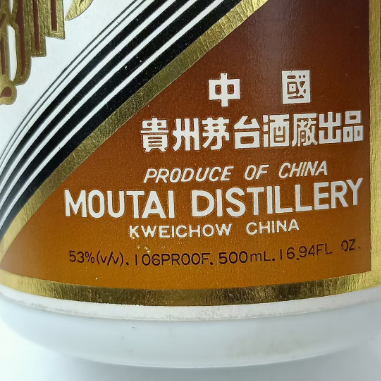 中國
貴州茅台酒廠出品
PRODUCE OF CHINA
MOUTAI DISTILLERY
KWEICHOW CHINA
53%(v/v). 106PROOF. 500mL. 16.94FL OZ.